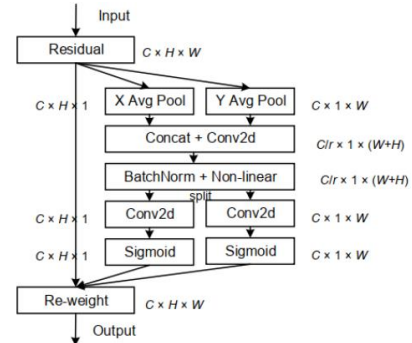 Input
Residual C × H × W
C × H × 1 X Avg Pool Y Avg Pool C × 1 × W
Concat + Conv2d C/r × 1 × (W+H)
BatchNorm + Non-linear C/r × 1 × (W+H)
split
C × H × 1 Conv2d Conv2d C × 1 × W
C × H × 1 Sigmoid Sigmoid C × 1 × W
Re-weight C × H × W
Output